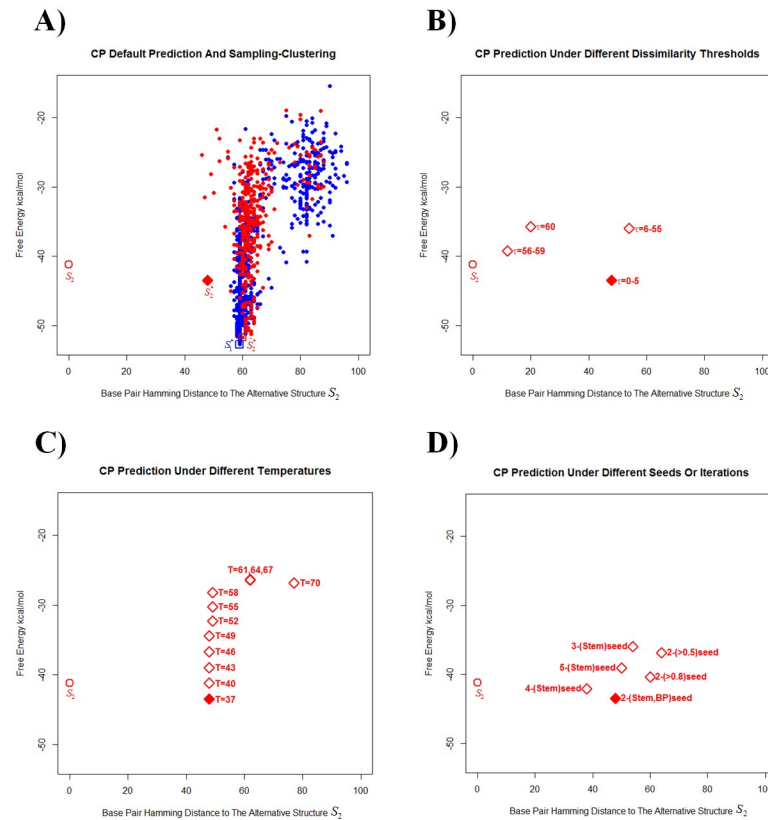 A)
CP Default Prediction And Sampling-Clustering
Free Energy kcal/mol
-20
-30
-40
-50
S₂
S₂*
S₁* S₂*
0 20 40 60 80 100
Base Pair Hamming Distance to The Alternative Structure S₂
B)
CP Prediction Under Different Dissimilarity Thresholds
Free Energy kcal/mol
-20
-30
-40
-50
τ=60
τ=6-55
τ=56-59
S₂
τ=0-5
0 20 40 60 80 100
Base Pair Hamming Distance to The Alternative Structure S₂
C)
CP Prediction Under Different Temperatures
Free Energy kcal/mol
-20
-30
-40
-50
T=61,64,67
T=70
T=58
T=55
T=52
T=49
T=46
T=43
T=40
S₂
T=37
0 20 40 60 80 100
Base Pair Hamming Distance to The Alternative Structure S₂
D)
CP Prediction Under Different Seeds Or Iterations
Free Energy kcal/mol
-20
-30
-40
-50
3-(Stem)seed
2-(>0.5)seed
5-(Stem)seed
2-(>0.8)seed
S₂
4-(Stem)seed
2-(Stem,BP)seed
0 20 40 60 80 100
Base Pair Hamming Distance to The Alternative Structure S₂